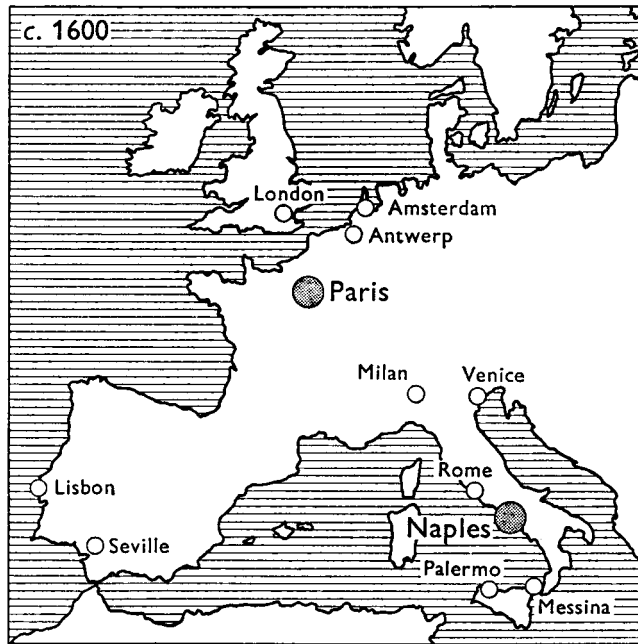 c. 1600
London
Amsterdam
Antwerp
Paris
Milan
Venice
Lisbon
Rome
Naples
Seville
Palermo
Messina